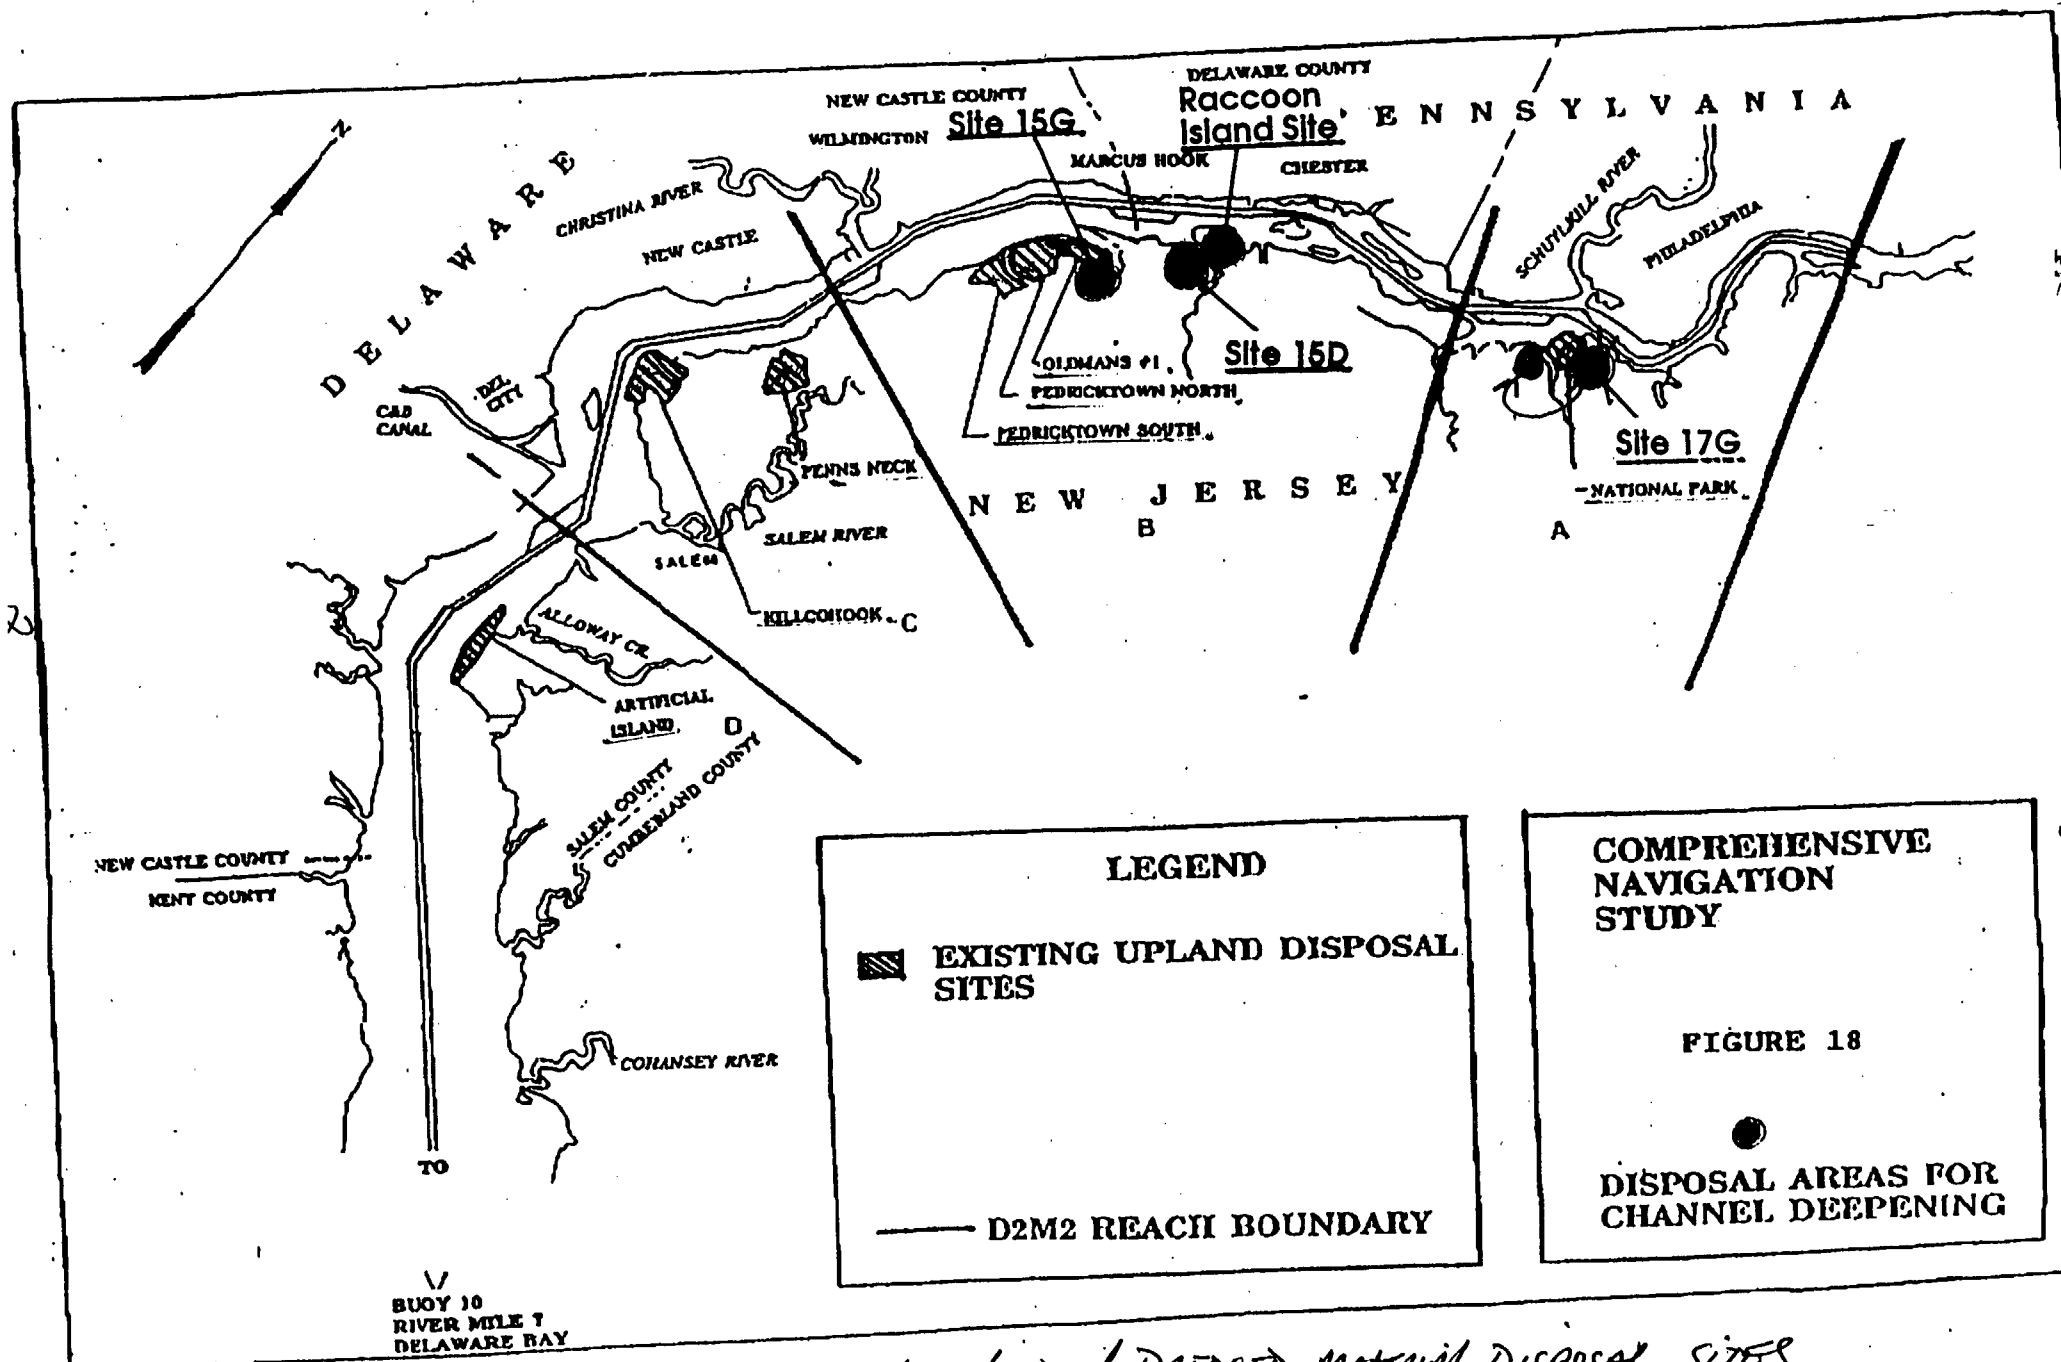 DELAWARE COUNTY
NEW CASTLE COUNTY
Raccoon
Island Site
ENNSYLVANIA
WILMINGTON
Site 15G
MARCUS HOOK
CHESTER
N
DELAWARE
CHRISTINA RIVER
NEW CASTLE
SCHUYLKILL RIVER
PHILADELPHIA
OLDMANS #1
Site 15D
PEDRICKTOWN NORTH
PEDRICKTOWN SOUTH
DEL
CITY
C&D
CANAL
Site 17G
NATIONAL PARK
PENNS NECK
NEW JERSEY
B
A
SALEM RIVER
SALEM
KILLCOHOOK
C
ALLOWAY CR.
ARTIFICIAL
ISLAND
D
SALEM COUNTY
CUMBERLAND COUNTY
NEW CASTLE COUNTY
KENT COUNTY
COHANSEY RIVER
TO
BUOY 10
RIVER MILE 7
DELAWARE BAY
LEGEND
EXISTING UPLAND DISPOSAL
SITES
D2M2 REACH BOUNDARY
COMPREHENSIVE
NAVIGATION
STUDY
FIGURE 18
DISPOSAL AREAS FOR
CHANNEL DEEPENING
Dredged Material Disposal Sites